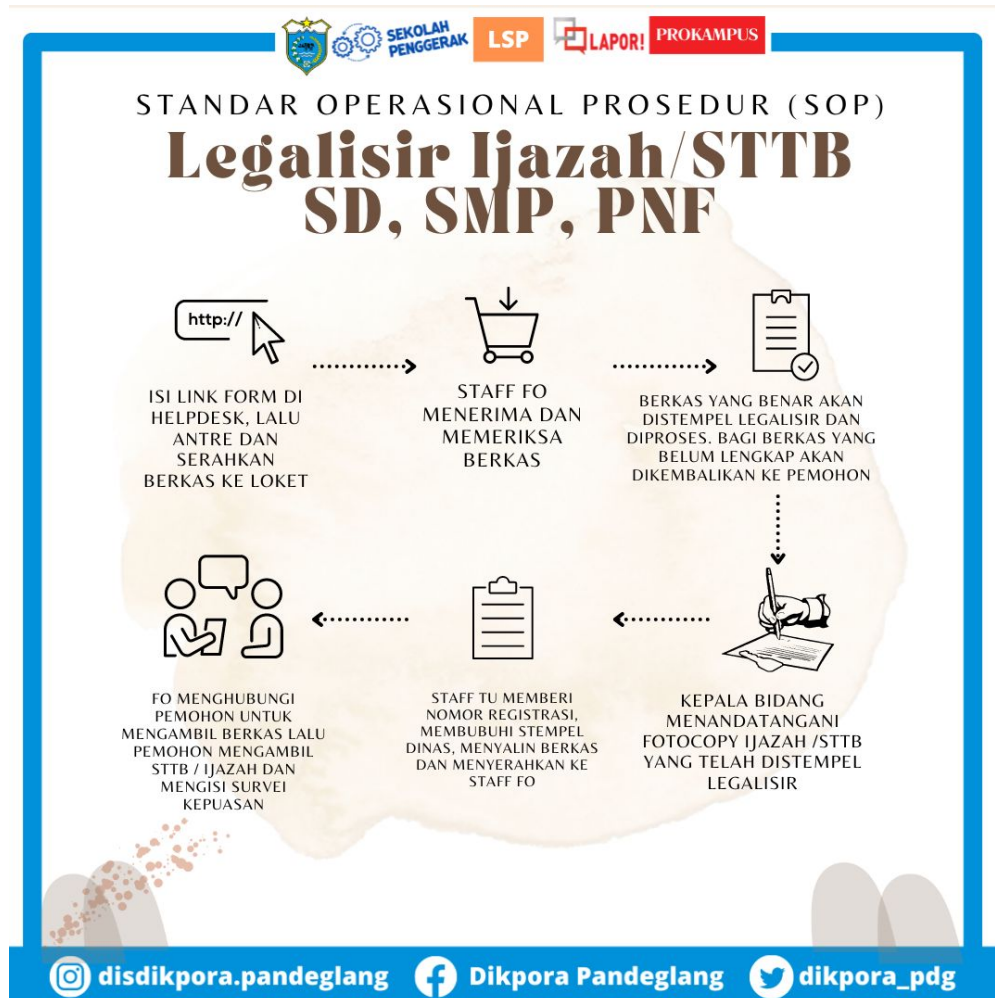 SEKOLAH
PENGGERAK
LSP
LAPOR!
PROKAMPUS
STANDAR OPERASIONAL PROSEDUR (SOP)
Legalisir Ijazah/STTB
SD, SMP, PNF
http://
ISI LINK FORM DI
HELPDESK, LALU
ANTRE DAN
SERAHKAN
BERKAS KE LOKET
STAFF FO
MENERIMA DAN
MEMERIKSA
BERKAS
BERKAS YANG BENAR AKAN
DISTEMPEL LEGALISIR DAN
DIPROSES. BAGI BERKAS YANG
BELUM LENGKAP AKAN
DIKEMBALIKAN KE PEMOHON
FO MENGHUBUNGI
PEMOHON UNTUK
MENGAMBIL BERKAS LALU
PEMOHON MENGAMBIL
STTB / IJAZAH DAN
MENGISI SURVEI
KEPUASAN
STAFF TU MEMBERI
NOMOR REGISTRASI,
MEMBUBUHI STEMPEL
DINAS, MENYALIN BERKAS
DAN MENYERAHKAN KE
STAFF FO
KEPALA BIDANG
MENANDATANGANI
FOTOCOPY IJAZAH /STTB
YANG TELAH DISTEMPEL
LEGALISIR
disdikpora.pandeglang
Dikpora Pandeglang
dikpora_pdg